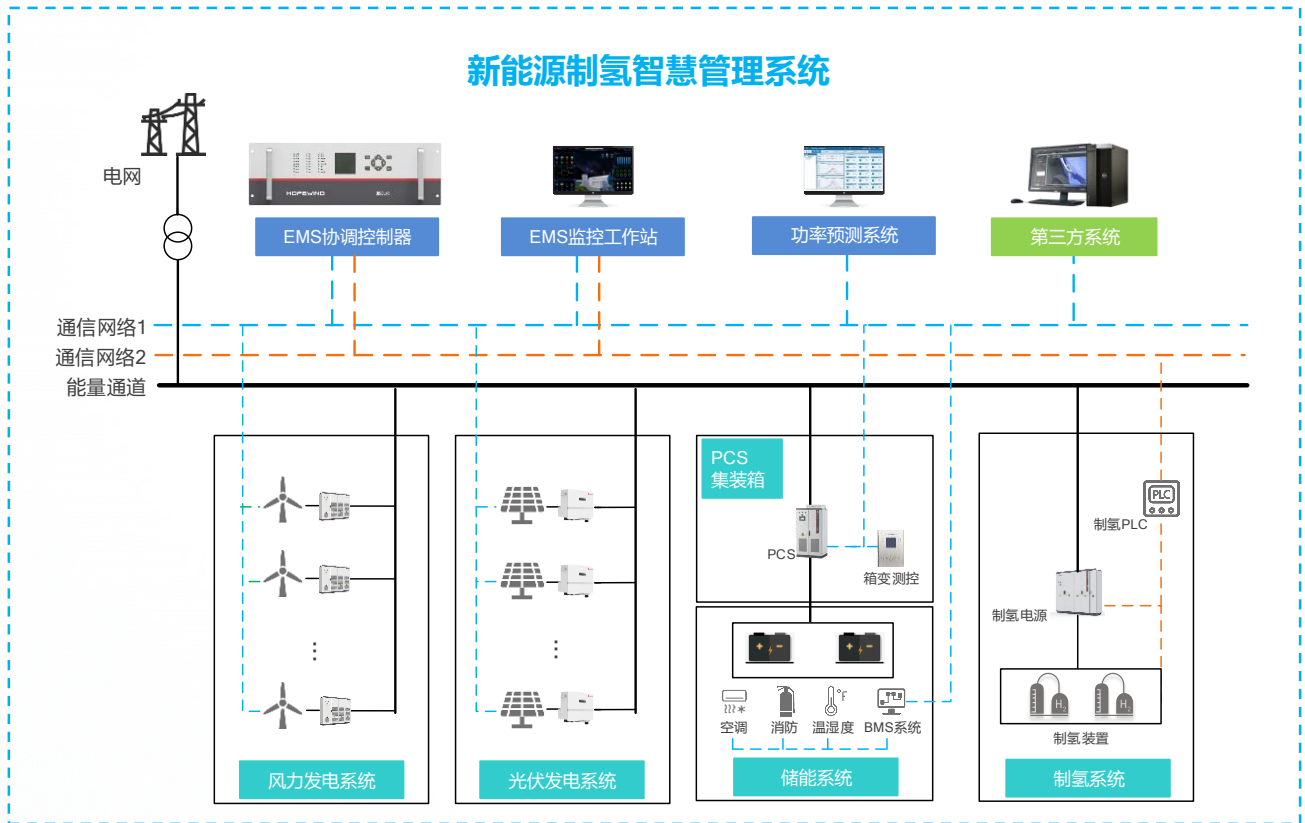 新能源制氢智慧管理系统
电网
HOPEWIND
EMS协调控制器
EMS监控工作站
功率预测系统
第三方系统
通信网络1
通信网络2
能量通道
PCS
集装箱
PCS
箱变测控
PLC
制氢PLC
制氢电源
°F
空调
消防
温湿度
BMS系统
H₂
H₂
制氢装置
风力发电系统
光伏发电系统
储能系统
制氢系统